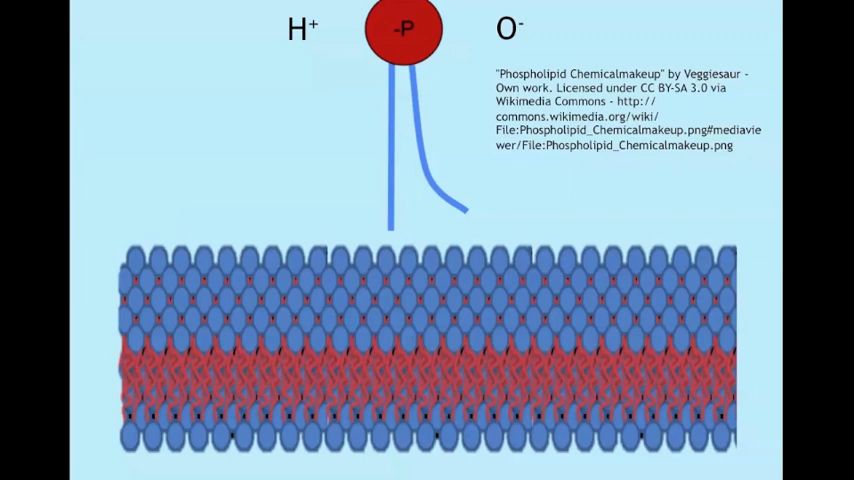 H⁺
-P
O⁻
"Phospholipid Chemicalmakeup" by Veggiesaur -
Own work. Licensed under CC BY-SA 3.0 via
Wikimedia Commons - http://
commons.wikimedia.org/wiki/
File:Phospholipid_Chemicalmakeup.png#mediavie
wer/File:Phospholipid_Chemicalmakeup.png